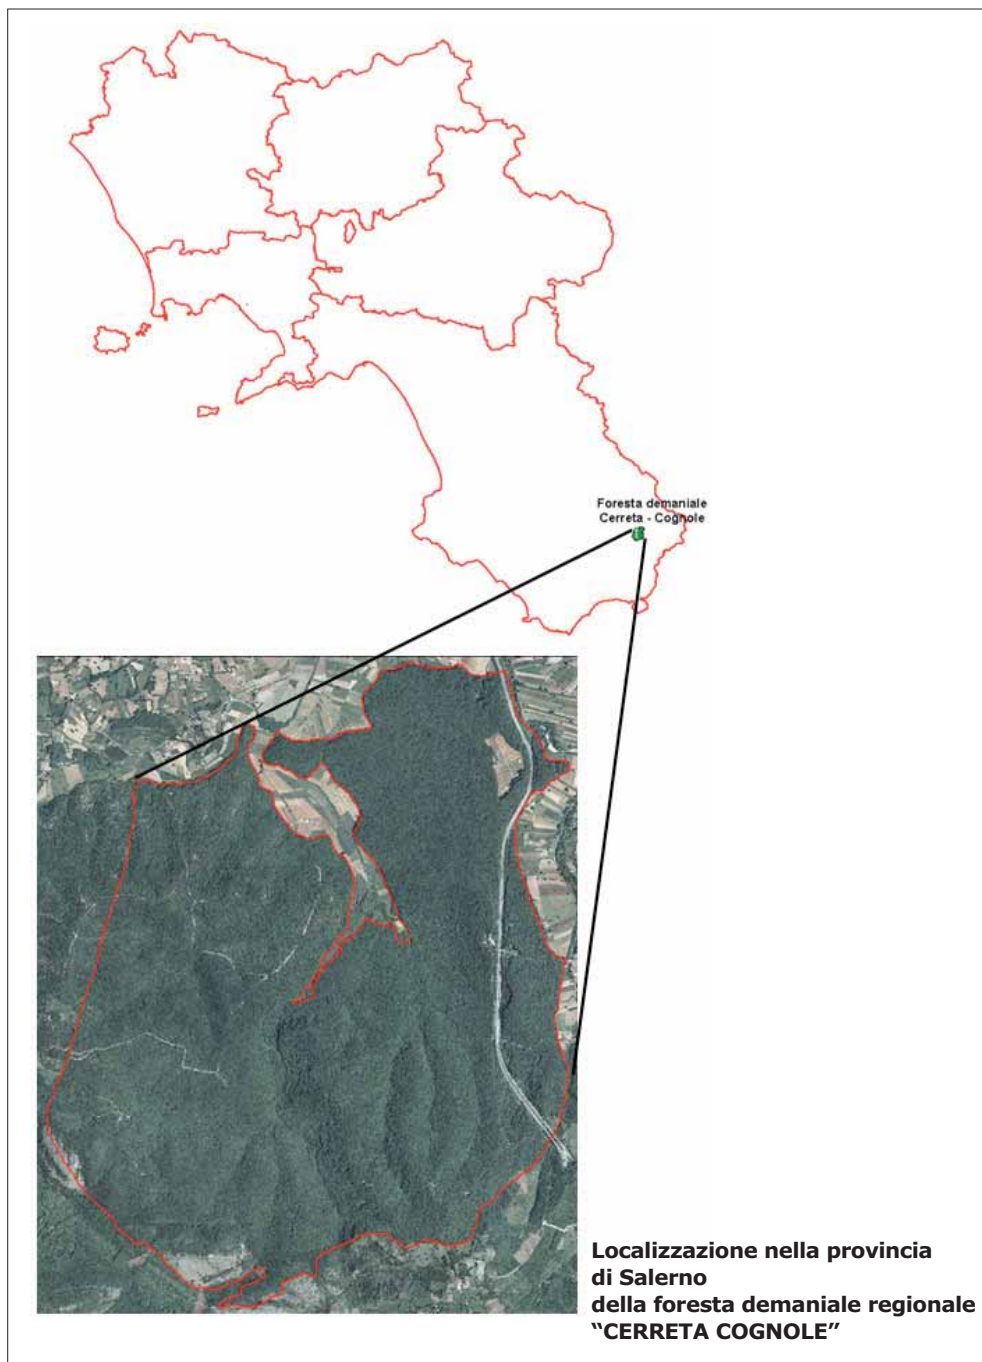 Foresta demaniale
Cerreta - Cognole
Localizzazione nella provincia
di Salerno
della foresta demaniale regionale
“CERRETA COGNOLE”